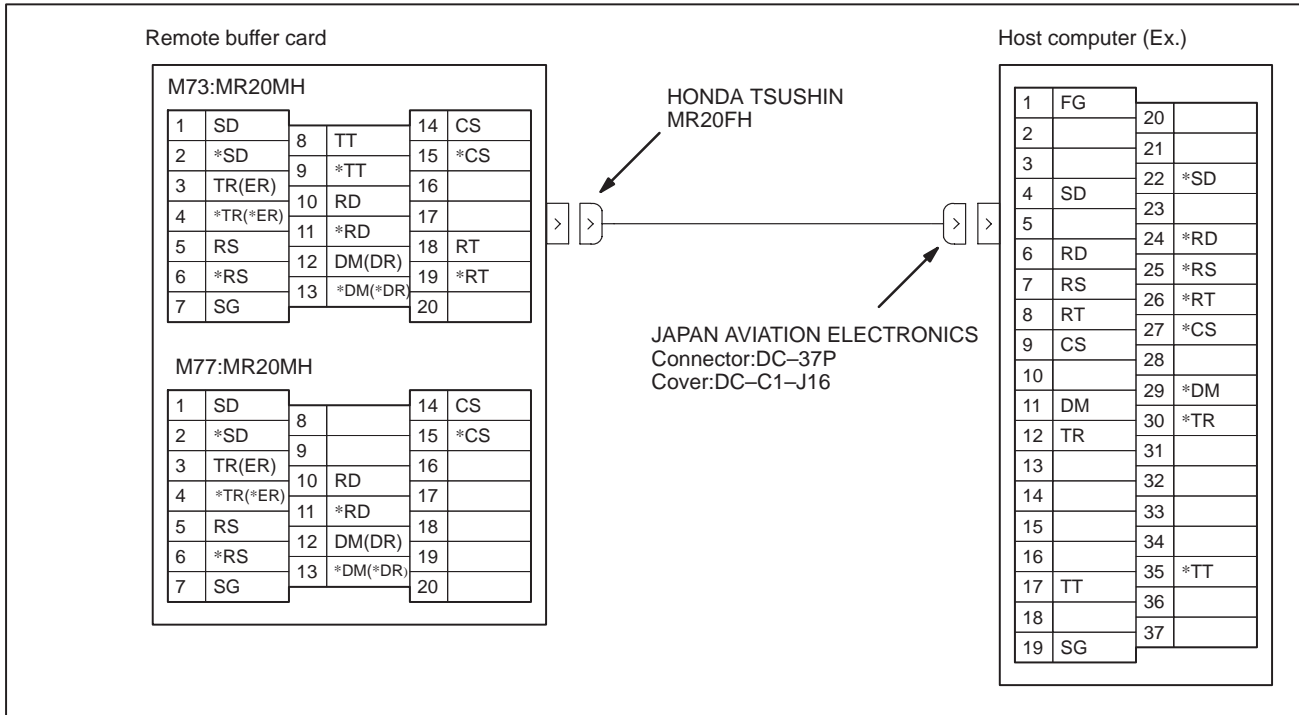 Remote buffer card
Host computer (Ex.)
M73:MR20MH
1 SD
2 *SD
3 TR(ER)
4 *TR(*ER)
5 RS
6 *RS
7 SG
8 TT
9 *TT
10 RD
11 *RD
12 DM(DR)
13 *DM(*DR)
14 CS
15 *CS
16
17
18 RT
19 *RT
20
M77:MR20MH
1 SD
2 *SD
3 TR(ER)
4 *TR(*ER)
5 RS
6 *RS
7 SG
8
9
10 RD
11 *RD
12 DM(DR)
13 *DM(*DR)
14 CS
15 *CS
16
17
18
19
20
HONDA TSUSHIN
MR20FH
JAPAN AVIATION ELECTRONICS
Connector:DC–37P
Cover:DC–C1–J16
1 FG
2
3
4 SD
5
6 RD
7 RS
8 RT
9 CS
10
11 DM
12 TR
13
14
15
16
17 TT
18
19 SG
20
21
22 *SD
23
24 *RD
25 *RS
26 *RT
27 *CS
28
29 *DM
30 *TR
31
32
33
34
35 *TT
36
37